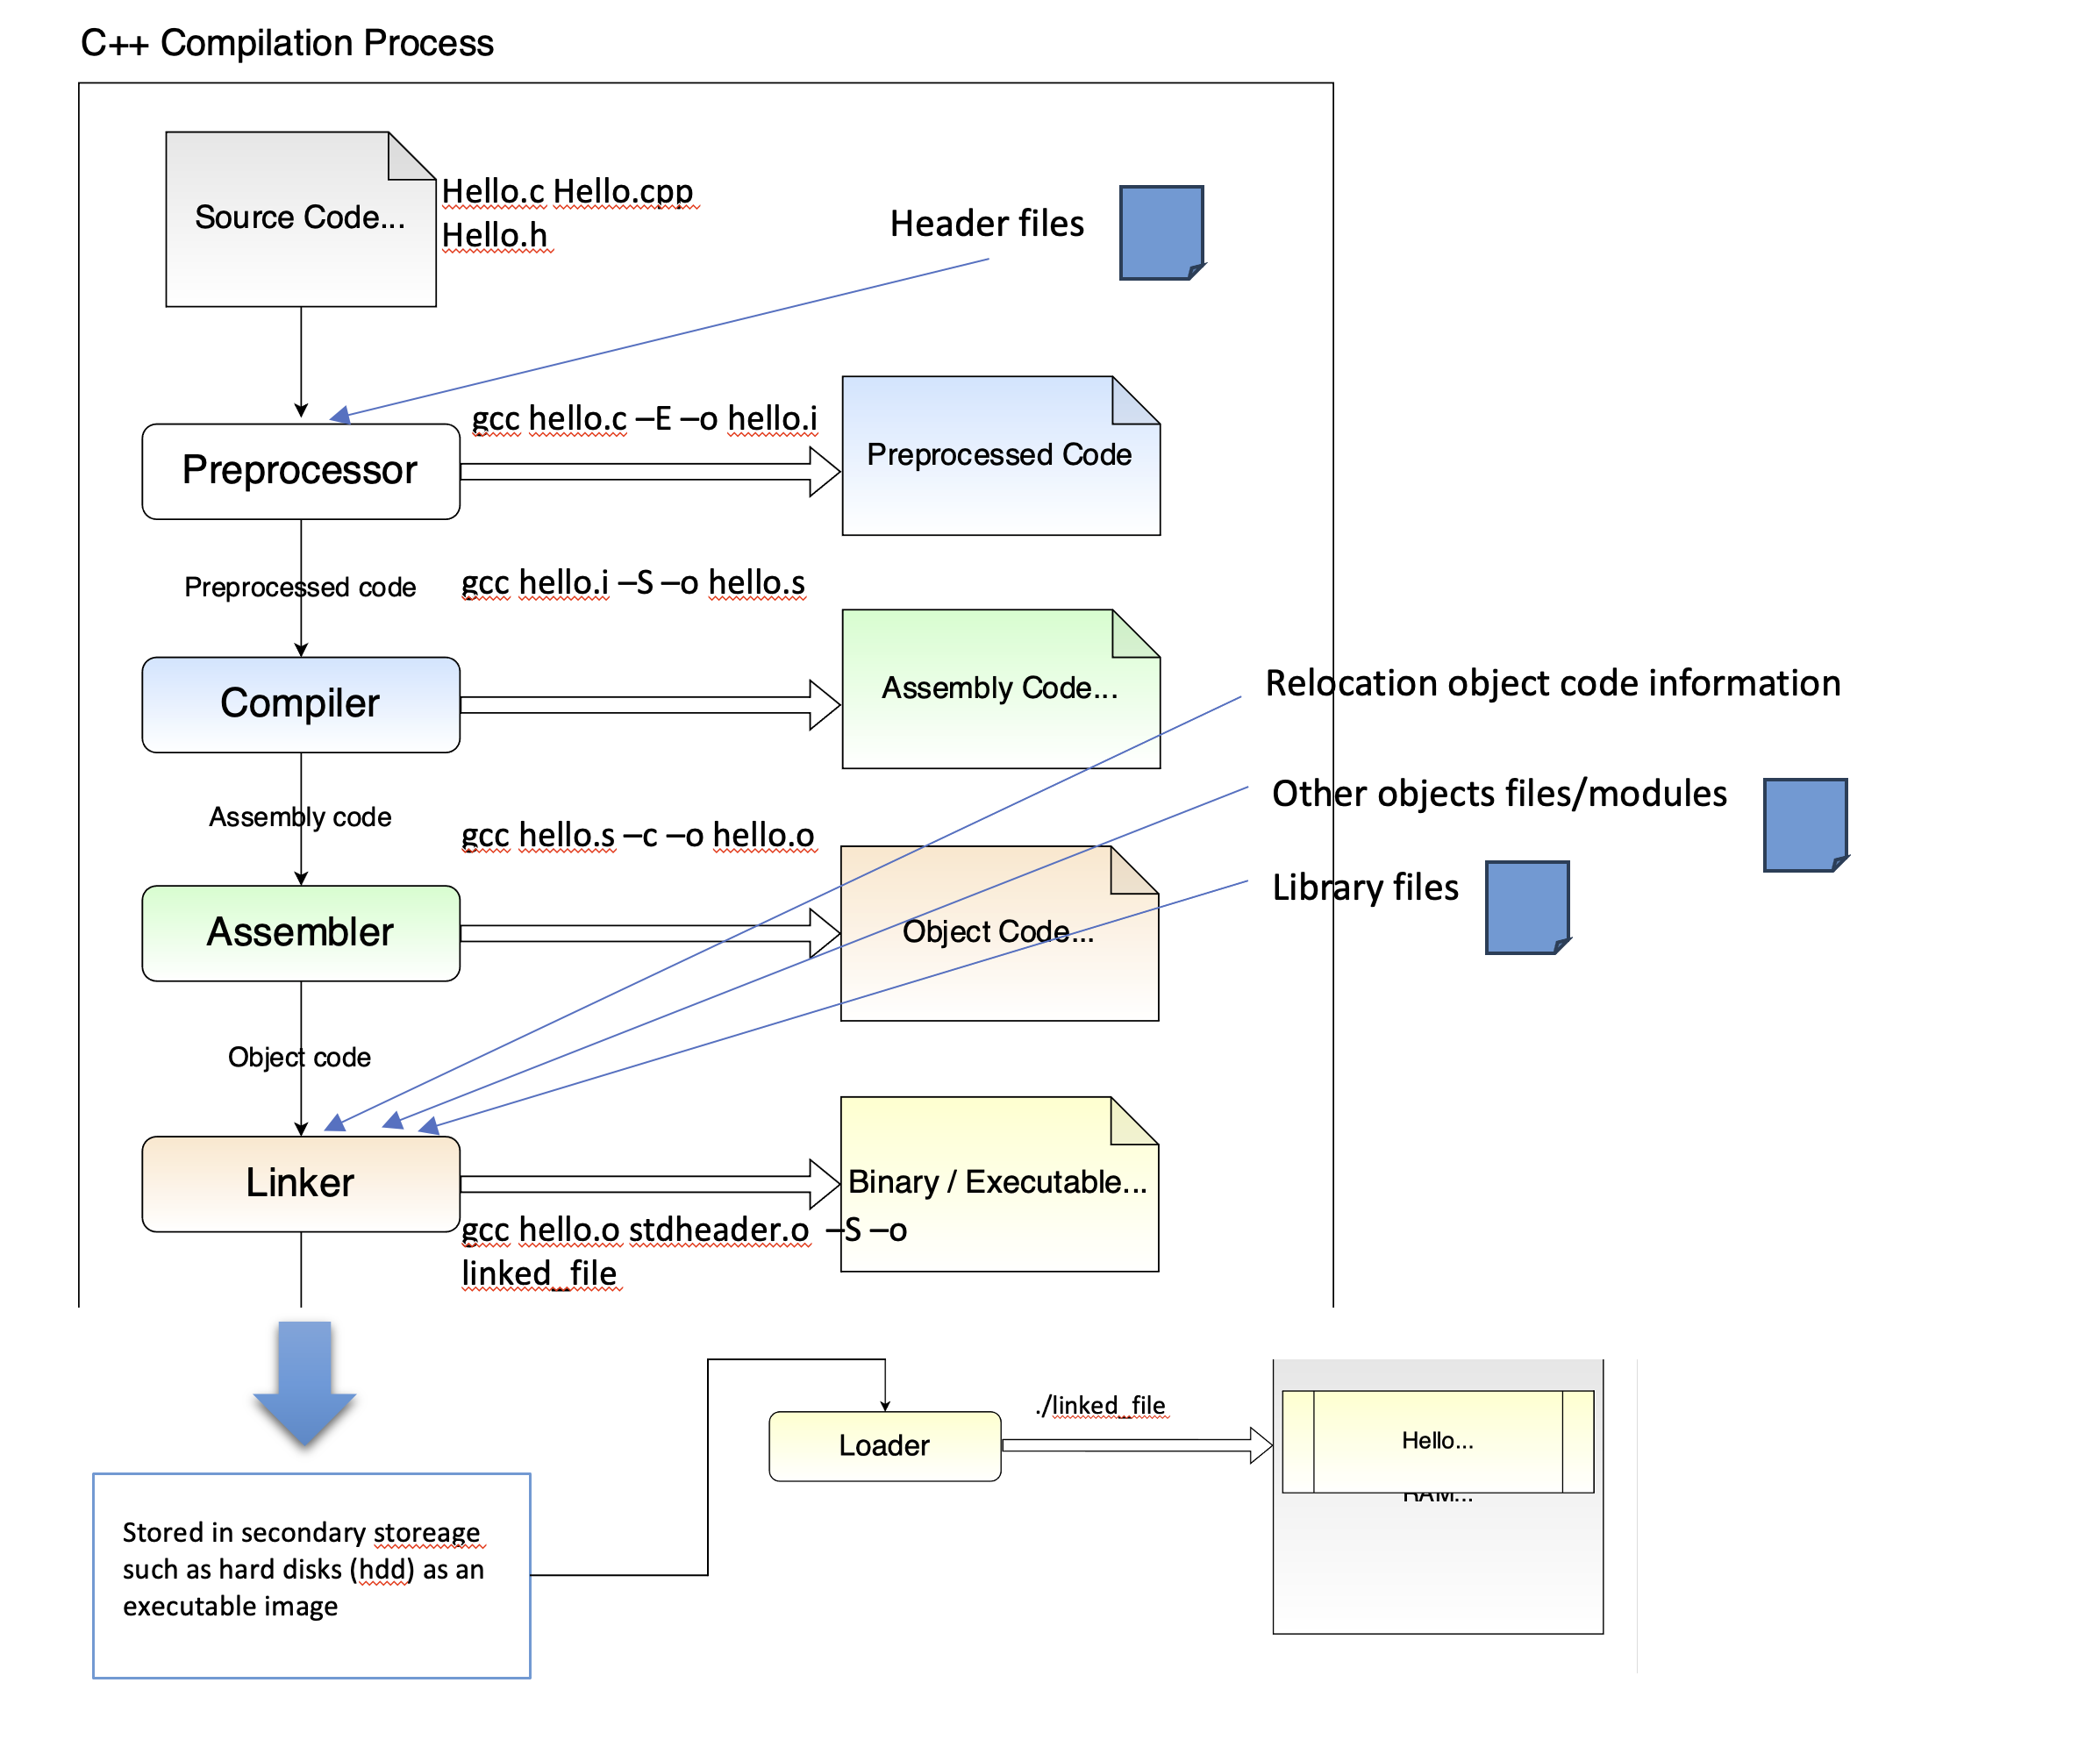 C++ Compilation Process
Source Code...
Hello.c Hello.cpp
Hello.h
Header files
gcc hello.c –E –o hello.i
Preprocessor
Preprocessed Code
Preprocessed code
gcc hello.i –S –o hello.s
Compiler
Assembly Code...
Relocation object code information
Other objects files/modules
Library files
Assembly code
gcc hello.s –c –o hello.o
Assembler
Object Code...
Object code
Linker
Binary / Executable...
gcc hello.o stdheader.o –S –o
linked_file
Loader
./linked_file
Hello...
RAM...
Stored in secondary storeage
such as hard disks (hdd) as an
executable image